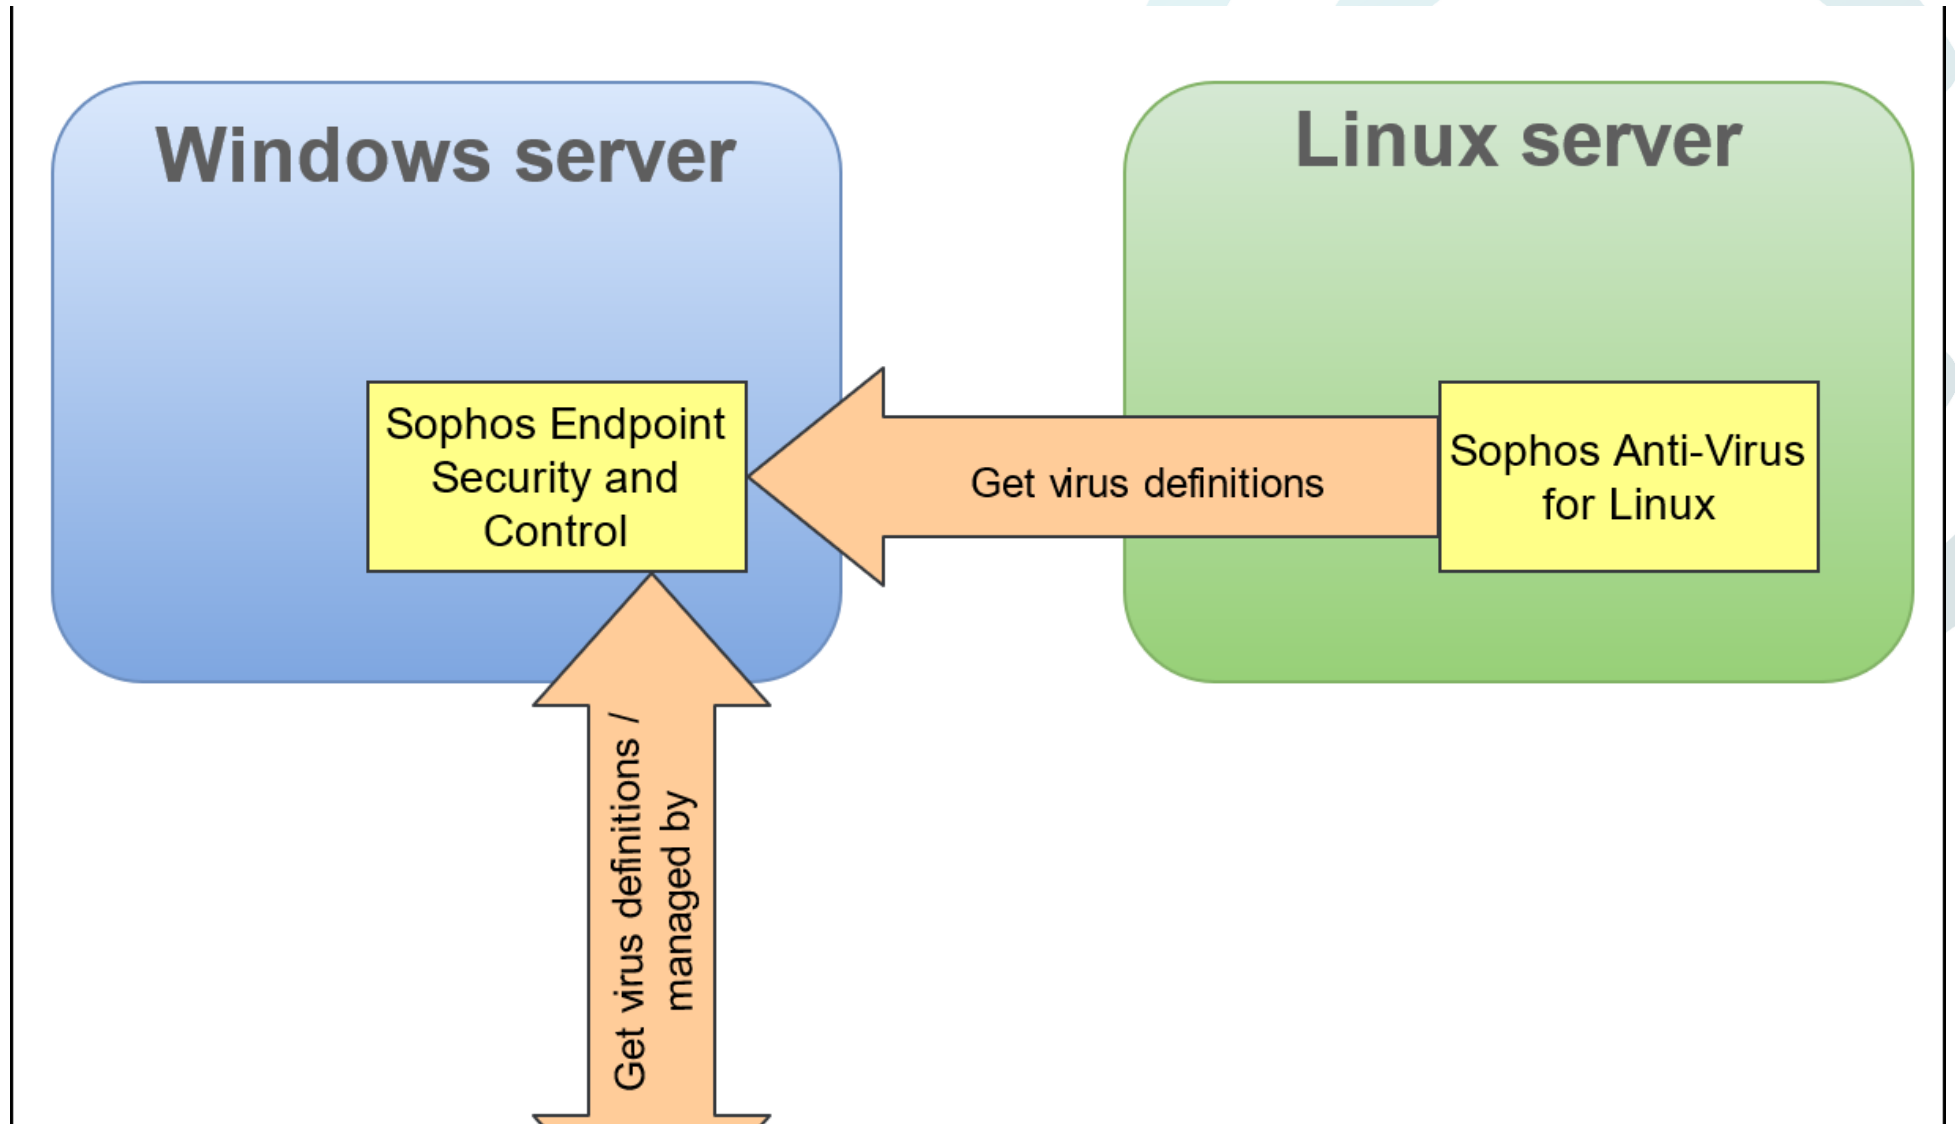 Windows server
Linux server
Sophos Endpoint
Security and
Control
Get virus definitions
Sophos Anti-Virus
for Linux
Get virus definitions /
managed by